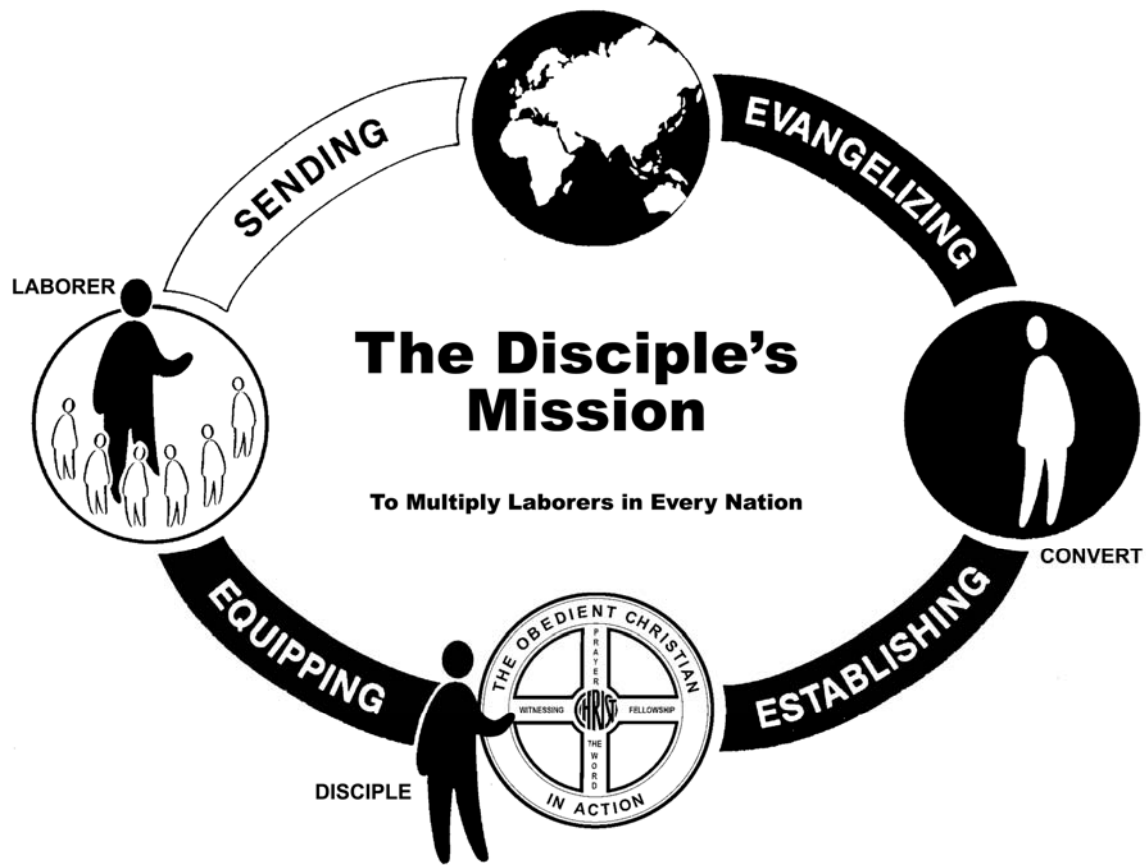 SENDING
EVANGELIZING
LABORER
The Disciple's
Mission
To Multiply Laborers in Every Nation
CONVERT
EQUIPPING
ESTABLISHING
DISCIPLE
THE OBEDIENT CHRISTIAN
PRAYER
WITNESSING
CHRIST
FELLOWSHIP
THE
WORD
IN ACTION